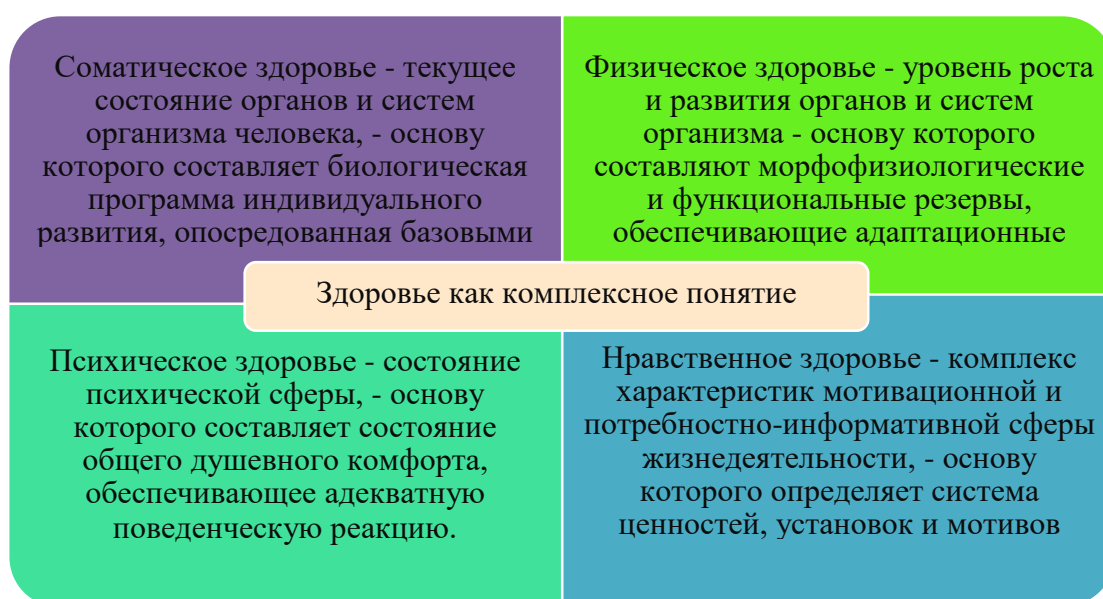 Соматическое здоровье - текущее
состояние органов и систем
организма человека, - основу
которого составляет биологическая
программа индивидуального
развития, опосредованная базовыми
Физическое здоровье - уровень роста
и развития органов и систем
организма - основу которого
составляют морфофизиологические
и функциональные резервы,
обеспечивающие адаптационные
Здоровье как комплексное понятие
Психическое здоровье - состояние
психической сферы, - основу
которого составляет состояние
общего душевного комфорта,
обеспечивающее адекватную
поведенческую реакцию.
Нравственное здоровье - комплекс
характеристик мотивационной и
потребностно-информативной сферы
жизнедеятельности, - основу
которого определяет система
ценностей, установок и мотивов